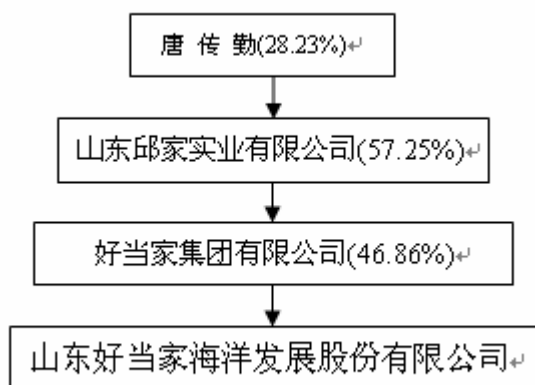 唐 传 勤(28.23%)↵
山东邱家实业有限公司(57.25%)↵
好当家集团有限公司(46.86%)↵
山东好当家海洋发展股份有限公司↵